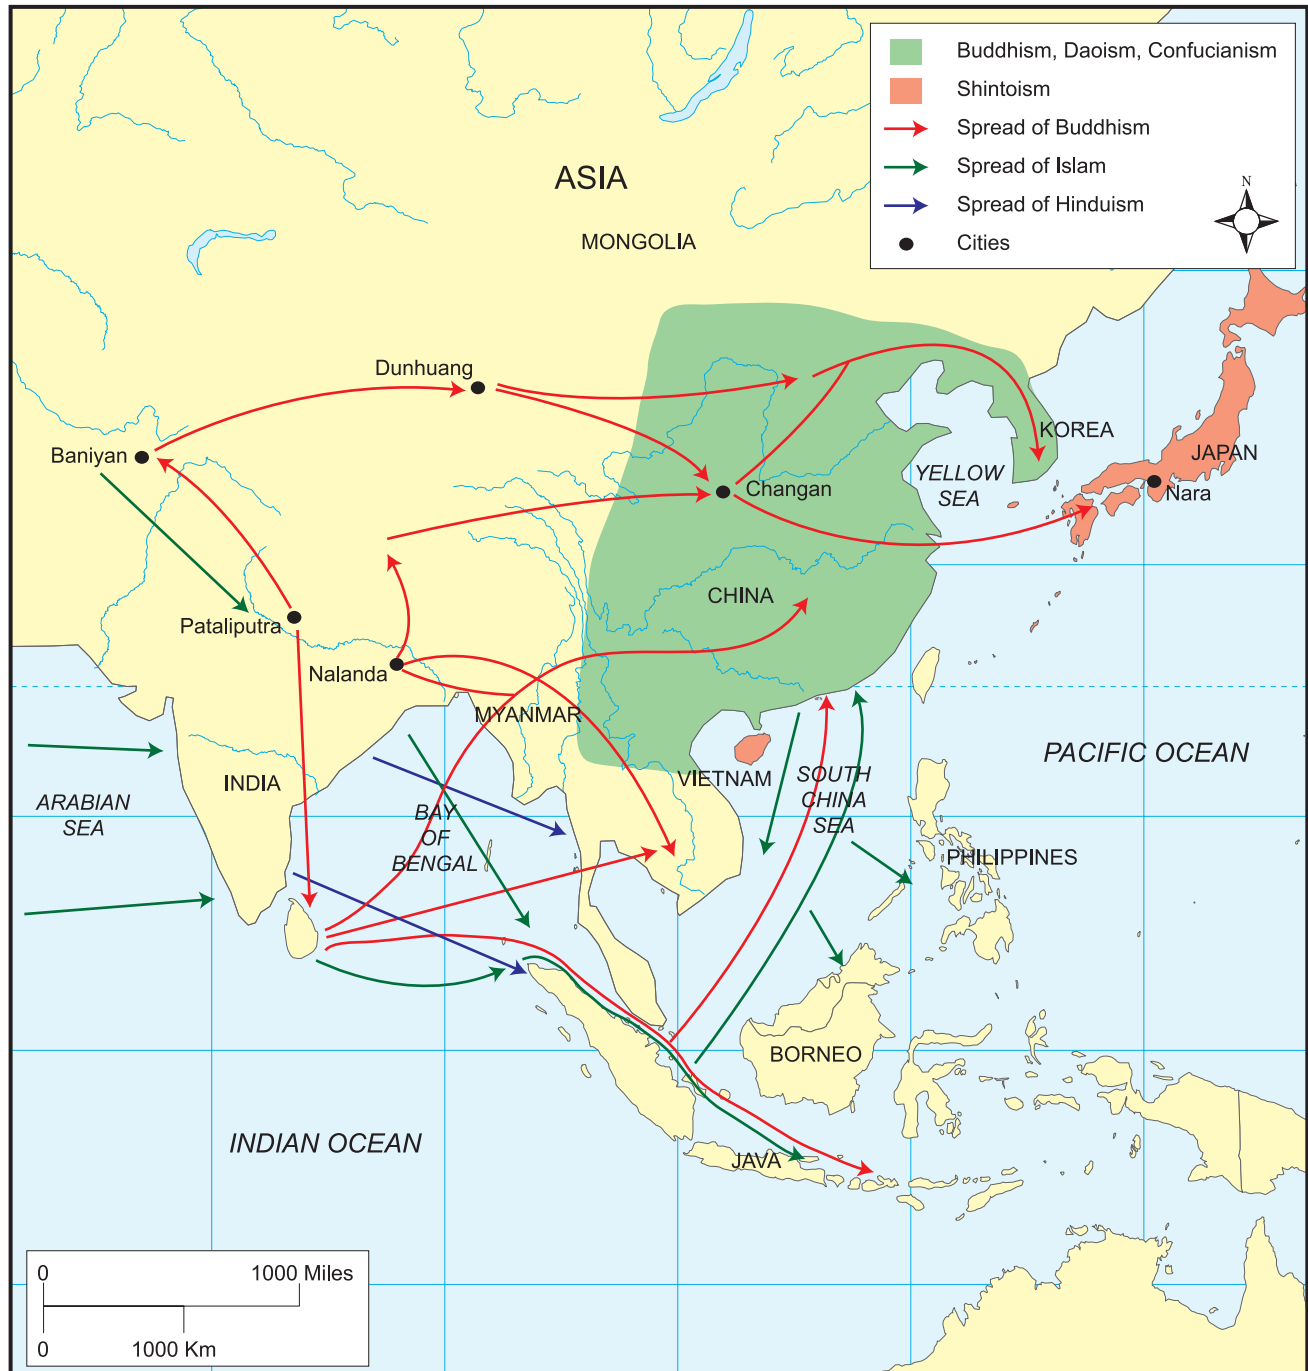 Buddhism, Daoism, Confucianism
Shintoism
Spread of Buddhism
Spread of Islam
Spread of Hinduism
Cities
N
ASIA
MONGOLIA
Dunhuang
Baniyan
KOREA
JAPAN
YELLOW
SEA
Changan
Nara
CHINA
Pataliputra
Nalanda
MYANMAR
PACIFIC OCEAN
VIETNAM
SOUTH
CHINA
SEA
INDIA
ARABIAN
SEA
BAY
OF
BENGAL
PHILIPPINES
BORNEO
INDIAN OCEAN
JAVA
0
1000 Miles
0
1000 Km